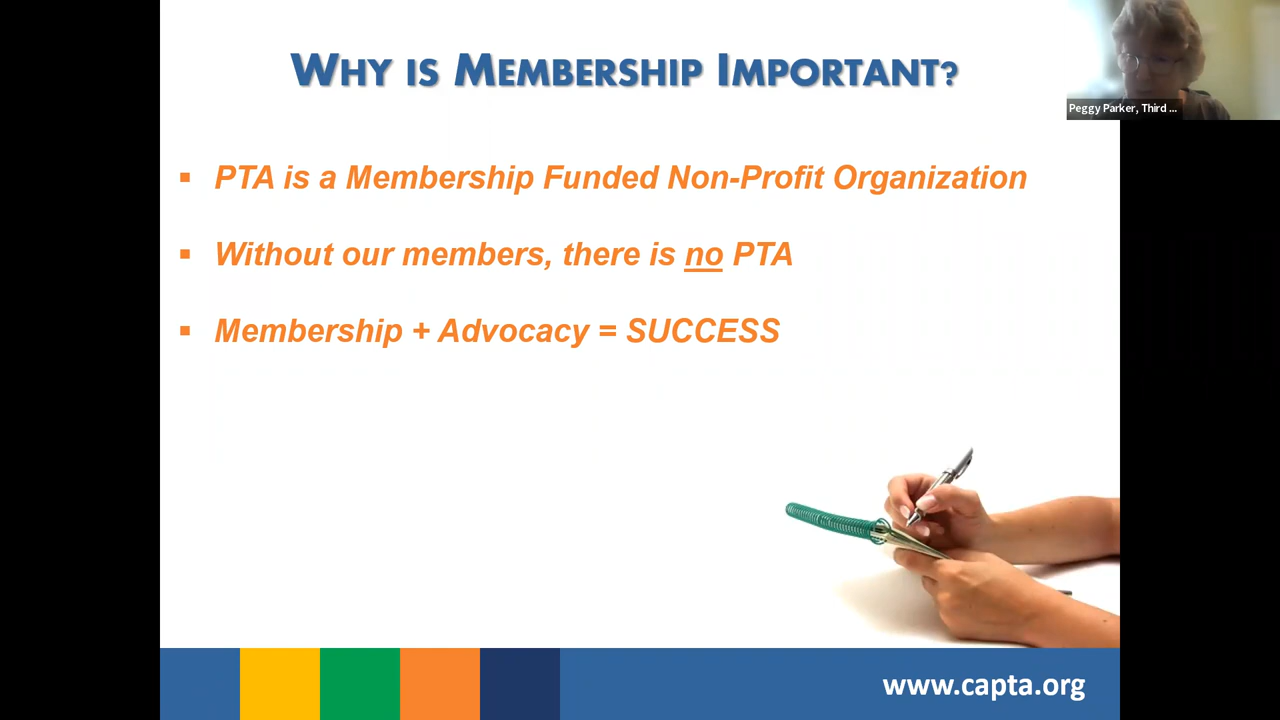 WHY IS MEMBERSHIP IMPORTANT?
Peggy Parker, Third ...
▪ PTA is a Membership Funded Non-Profit Organization
▪ Without our members, there is no PTA
▪ Membership + Advocacy = SUCCESS
www.capta.org